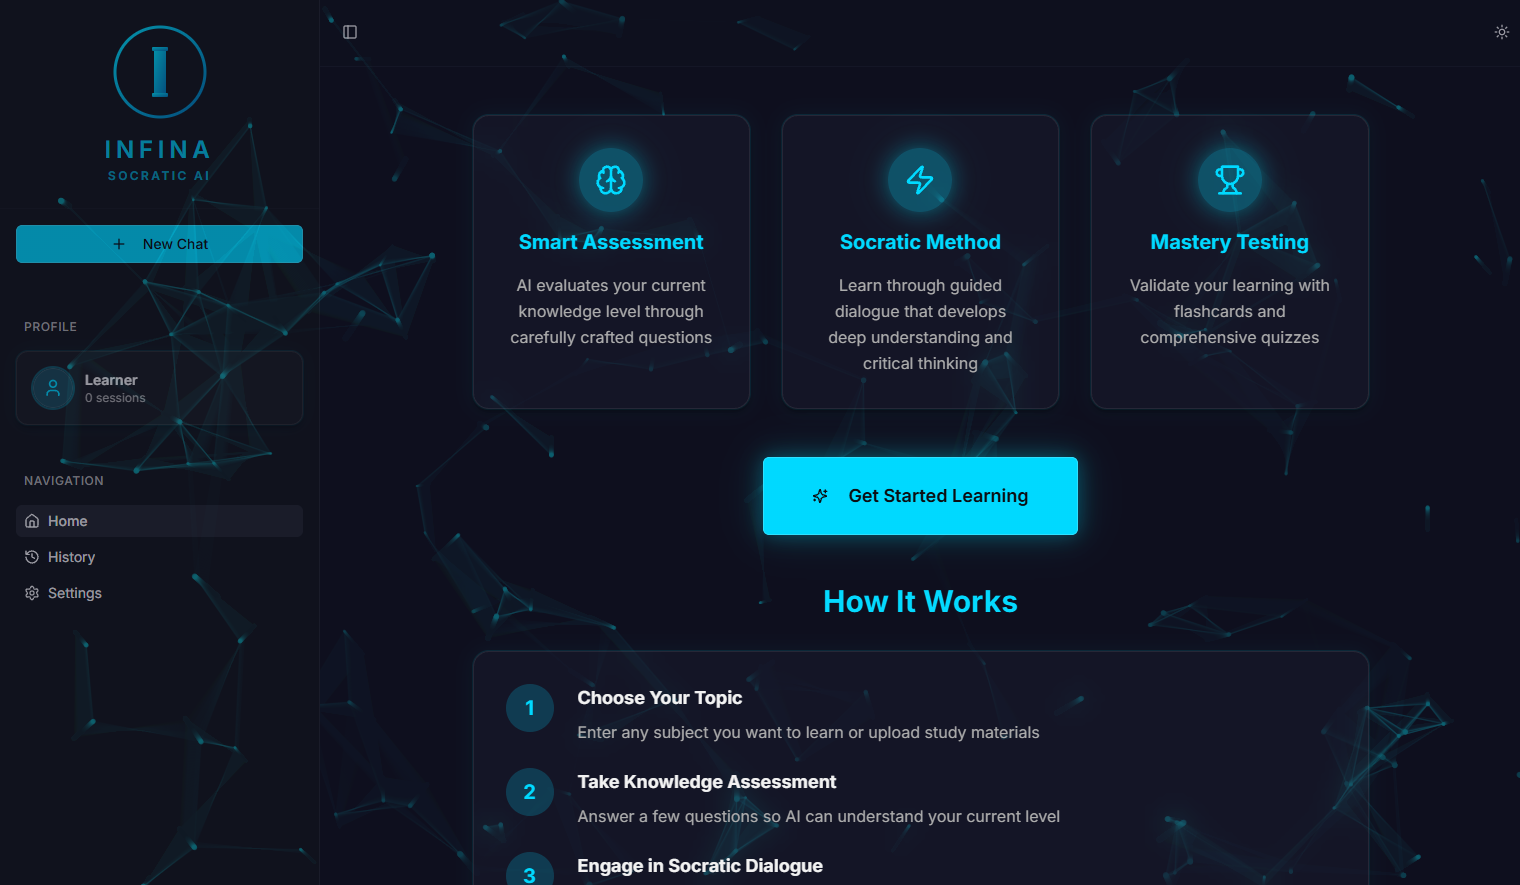 INFINA
SOCRATIC AI
New Chat
PROFILE
Learner
0 sessions
NAVIGATION
Home
History
Settings
Smart Assessment
AI evaluates your current
knowledge level through
carefully crafted questions
Socratic Method
Learn through guided
dialogue that develops
deep understanding and
critical thinking
Mastery Testing
Validate your learning with
flashcards and
comprehensive quizzes
Get Started Learning
How It Works
1
Choose Your Topic
Enter any subject you want to learn or upload study materials
2
Take Knowledge Assessment
Answer a few questions so AI can understand your current level
3
Engage in Socratic Dialogue